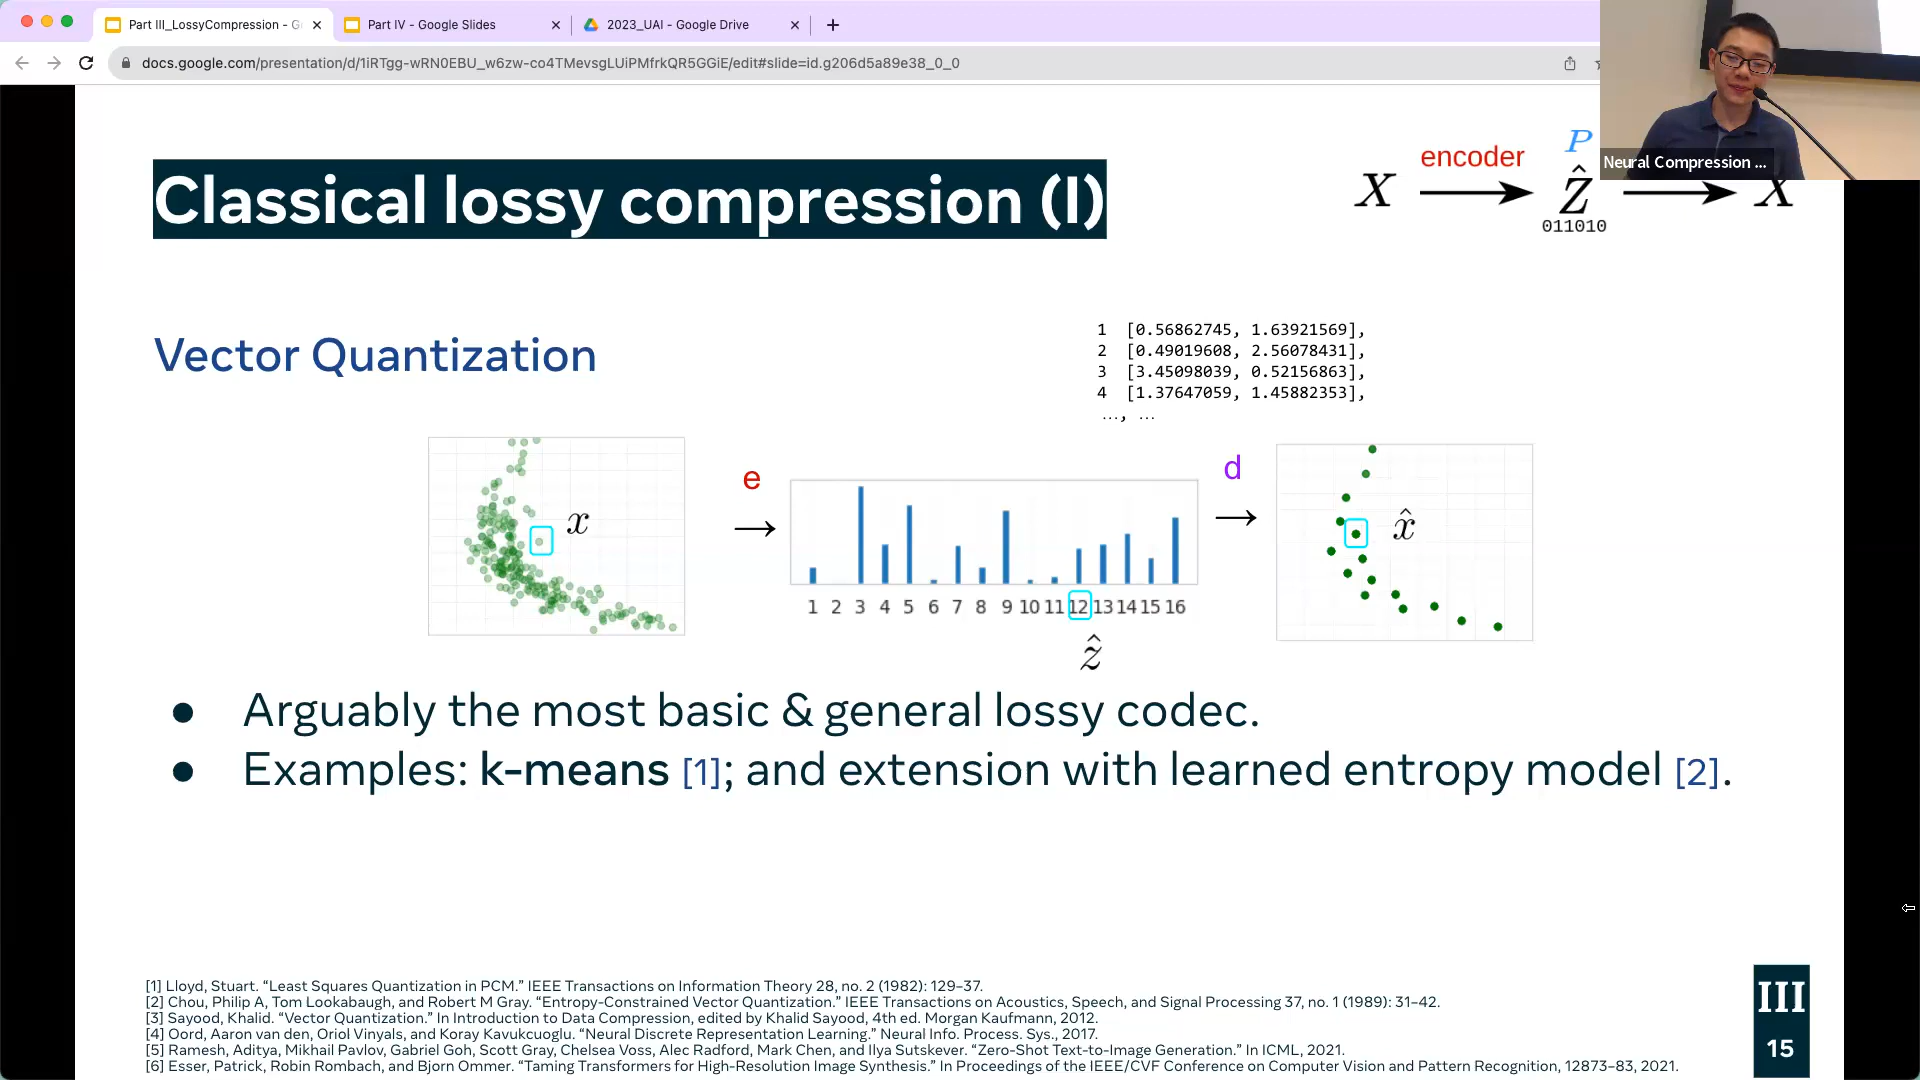 Part III_LossyCompression - G
Part IV - Google Slides
2023_UAI - Google Drive
docs.google.com/presentation/d/1iRTgg-wRN0EBU_w6zw-co4TMevsgLUiPMfrkQR5GGiE/edit#slide=id.g206d5a89e38_0_0
Neural Compression ...
Classical lossy compression (I)
encoder
P
X Ẑ X
011010
Vector Quantization
1 [0.56862745, 1.63921569],
2 [0.49019608, 2.56078431],
3 [3.45098039, 0.52156863],
4 [1.37647059, 1.45882353],
..., ...
x
e
d
x̂
1 2 3 4 5 6 7 8 9 10 11 12 13 14 15 16
ẑ
● Arguably the most basic & general lossy codec.
● Examples: k-means [1]; and extension with learned entropy model [2].
[1] Lloyd, Stuart. “Least Squares Quantization in PCM.” IEEE Transactions on Information Theory 28, no. 2 (1982): 129–37.
[2] Chou, Philip A, Tom Lookabaugh, and Robert M Gray. “Entropy-Constrained Vector Quantization.” IEEE Transactions on Acoustics, Speech, and Signal Processing 37, no. 1 (1989): 31–42.
[3] Sayood, Khalid. “Vector Quantization.” In Introduction to Data Compression, edited by Khalid Sayood, 4th ed. Morgan Kaufmann, 2012.
[4] Oord, Aaron van den, Oriol Vinyals, and Koray Kavukcuoglu. “Neural Discrete Representation Learning.” Neural Info. Process. Sys., 2017.
[5] Ramesh, Aditya, Mikhail Pavlov, Gabriel Goh, Scott Gray, Chelsea Voss, Alec Radford, Mark Chen, and Ilya Sutskever. “Zero-Shot Text-to-Image Generation.” In ICML, 2021.
[6] Esser, Patrick, Robin Rombach, and Bjorn Ommer. “Taming Transformers for High-Resolution Image Synthesis.” In Proceedings of the IEEE/CVF Conference on Computer Vision and Pattern Recognition, 12873–83, 2021.
III
15